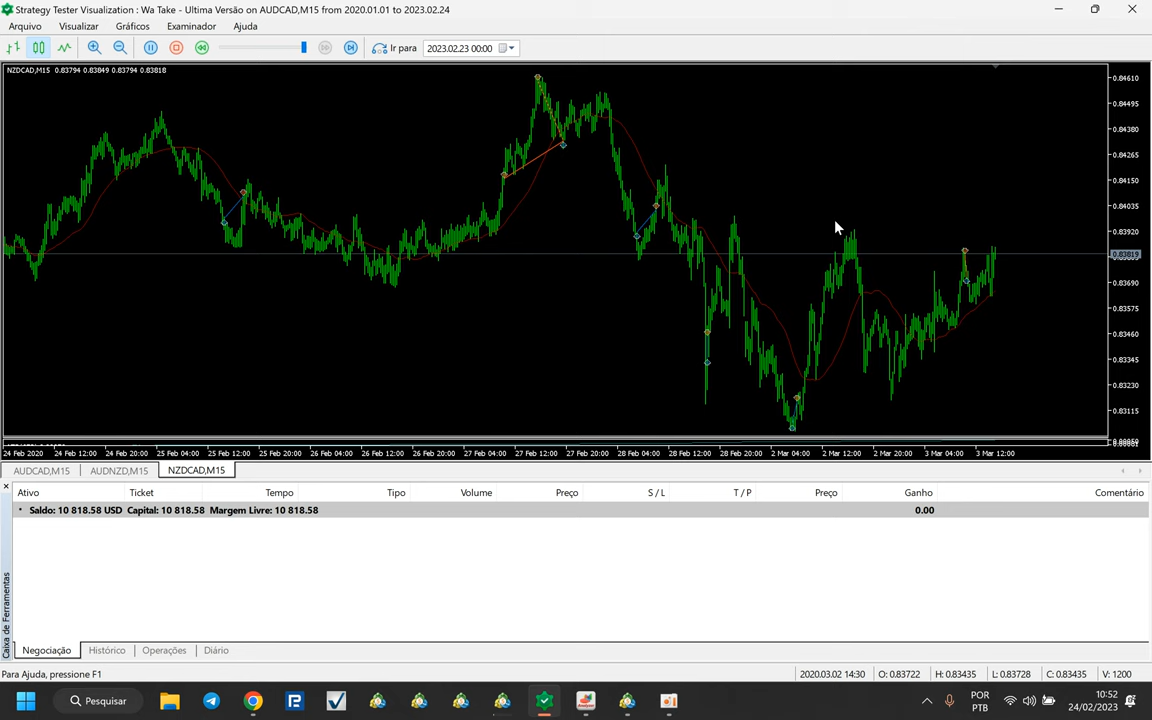 Strategy Tester Visualization : Wa Take - Ultima Versão on AUDCAD,M15 from 2020.01.01 to 2023.02.24
Arquivo Visualizar Gráficos Examinador Ajuda
Ir para 2023.02.23 00:00
NZDCAD,M15 0.83794 0.83849 0.83794 0.83818
0.84610
0.84495
0.84380
0.84265
0.84150
0.84035
0.83920
0.83690
0.83575
0.83460
0.83345
0.83230
0.83115
24 Feb 2020 24 Feb 12:00 24 Feb 20:00 25 Feb 04:00 25 Feb 12:00 25 Feb 20:00 26 Feb 04:00 26 Feb 12:00 26 Feb 20:00 27 Feb 04:00 27 Feb 12:00 27 Feb 20:00 28 Feb 04:00 28 Feb 12:00 28 Feb 20:00 2 Mar 04:00 2 Mar 12:00 2 Mar 20:00 3 Mar 04:00 3 Mar 12:00
AUDCAD,M15 AUDNZD,M15 NZDCAD,M15
Ativo Ticket Tempo Tipo Volume Preço S / L T / P Preço Ganho Comentário
Saldo: 10 818.58 USD Capital: 10 818.58 Margem Livre: 10 818.58 0.00
Caixa de Ferramentas
Negociação Histórico Operações Diário
Para Ajuda, pressione F1
2020.03.02 14:30 O: 0.83722 H: 0.83435 L: 0.83728 C: 0.83435 V: 1200
Pesquisar
POR
PTB
10:52
24/02/2023